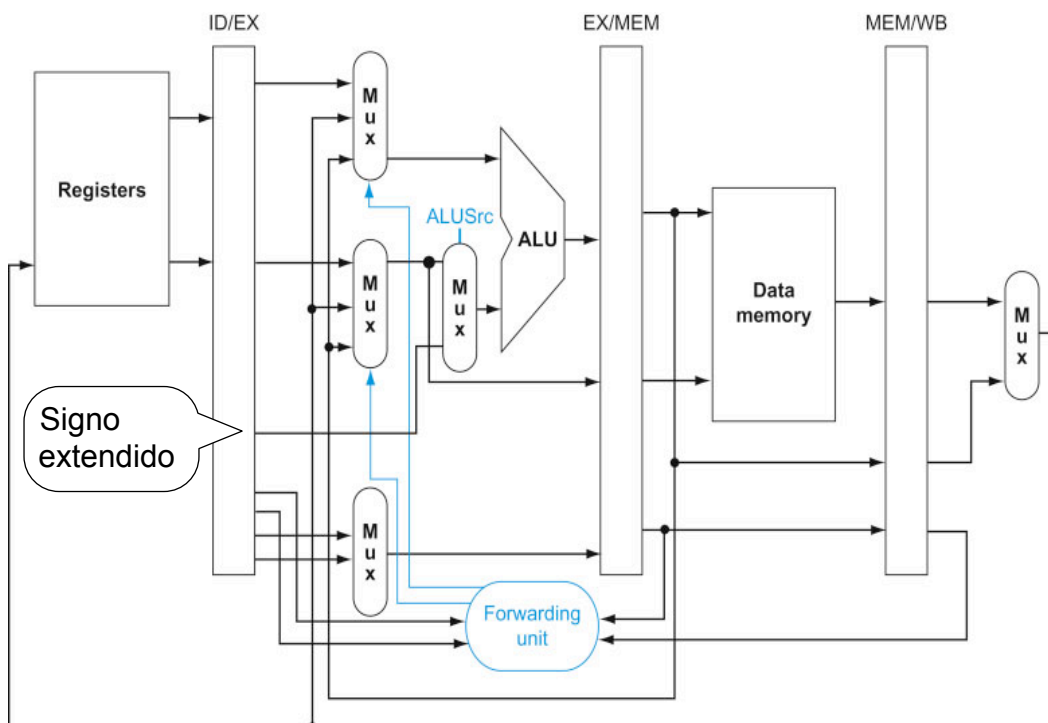 ID/EX
EX/MEM
MEM/WB
Registers
M
u
x
M
u
x
ALUSrc
M
u
x
ALU
Data
memory
M
u
x
Signo
extendido
M
u
x
Forwarding
unit